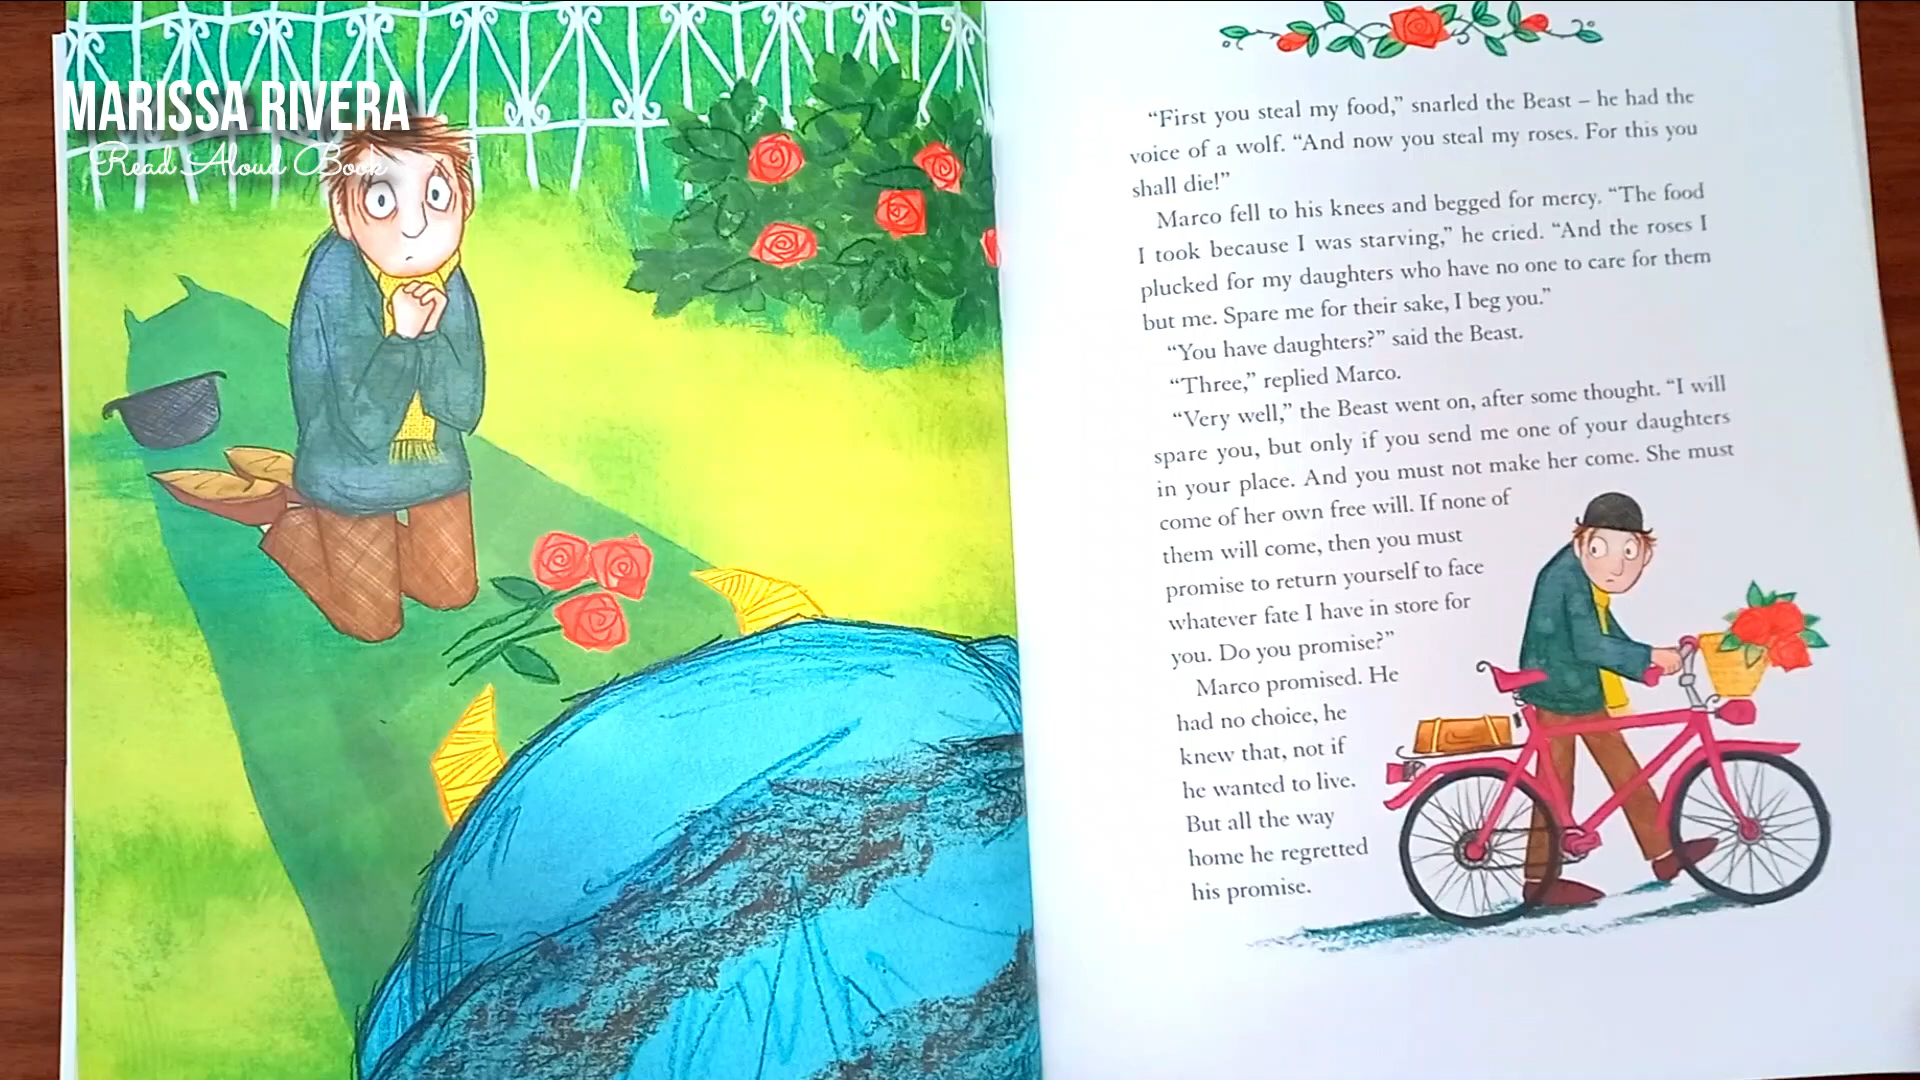 MARISSA RIVERA
Read Aloud Book
“First you steal my food,” snarled the Beast – he had the
voice of a wolf. “And now you steal my roses. For this you
shall die!”
Marco fell to his knees and begged for mercy. “The food
I took because I was starving,” he cried. “And the roses I
plucked for my daughters who have no one to care for them
but me. Spare me for their sake, I beg you.”
“You have daughters?” said the Beast.
“Three,” replied Marco.
“Very well,” the Beast went on, after some thought. “I will
spare you, but only if you send me one of your daughters
in your place. And you must not make her come. She must
come of her own free will. If none of
them will come, then you must
promise to return yourself to face
whatever fate I have in store for
you. Do you promise?”
Marco promised. He
had no choice, he
knew that, not if
he wanted to live.
But all the way
home he regretted
his promise.